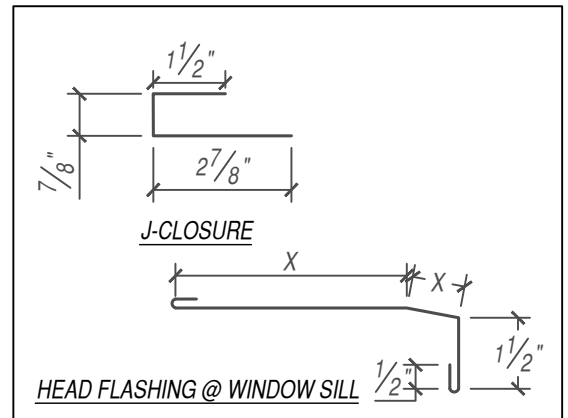 1 1/2"
7/8"
2 7/8"
J-CLOSURE
X
X
1 1/2"
1/2"
HEAD FLASHING @ WINDOW SILL